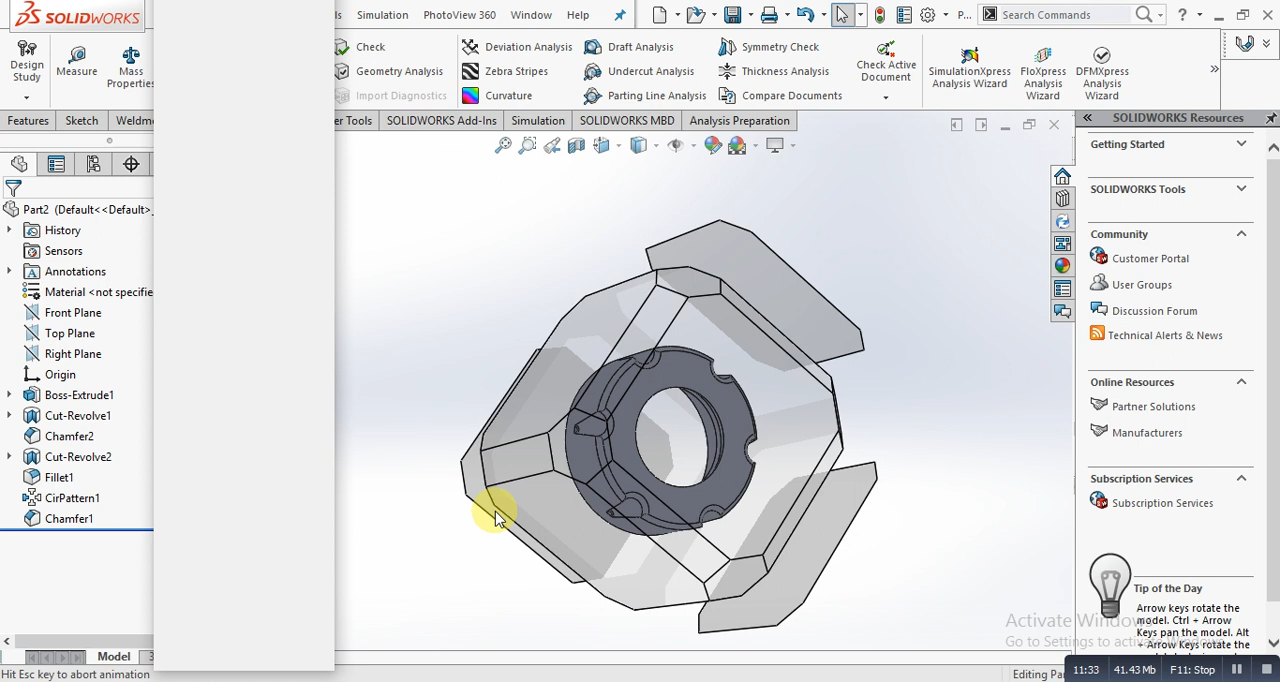 SOLIDWORKS
ls Simulation PhotoView 360 Window Help P... Search Commands
Design Study Measure Mass Properties
Check Geometry Analysis Import Diagnostics
Deviation Analysis Zebra Stripes Curvature
Draft Analysis Undercut Analysis Parting Line Analysis
Symmetry Check Thickness Analysis Compare Documents
Check Active Document SimulationXpress Analysis Wizard FloXpress Analysis Wizard DFMXpress Analysis Wizard
Features Sketch Weldm er Tools SOLIDWORKS Add-Ins Simulation SOLIDWORKS MBD Analysis Preparation
Part2 (Default<<Default>_
History
Sensors
Annotations
Material <not specifie
Front Plane
Top Plane
Right Plane
Origin
Boss-Extrude1
Cut-Revolve1
Chamfer2
Cut-Revolve2
Fillet1
CirPattern1
Chamfer1
Model 3
Hit Esc key to abort animation
SOLIDWORKS Resources
Getting Started
SOLIDWORKS Tools
Community
Customer Portal
User Groups
Discussion Forum
Technical Alerts & News
Online Resources
Partner Solutions
Manufacturers
Subscription Services
Subscription Services
Tip of the Day
Arrow keys rotate the
model. Ctrl + Arrow
Keys pan the model. Alt
+ Arrow Keys rotate the
Activate Windows
Go to Settings to activate Windows.
Editing Pa
11:33 41.43 Mb F11: Stop